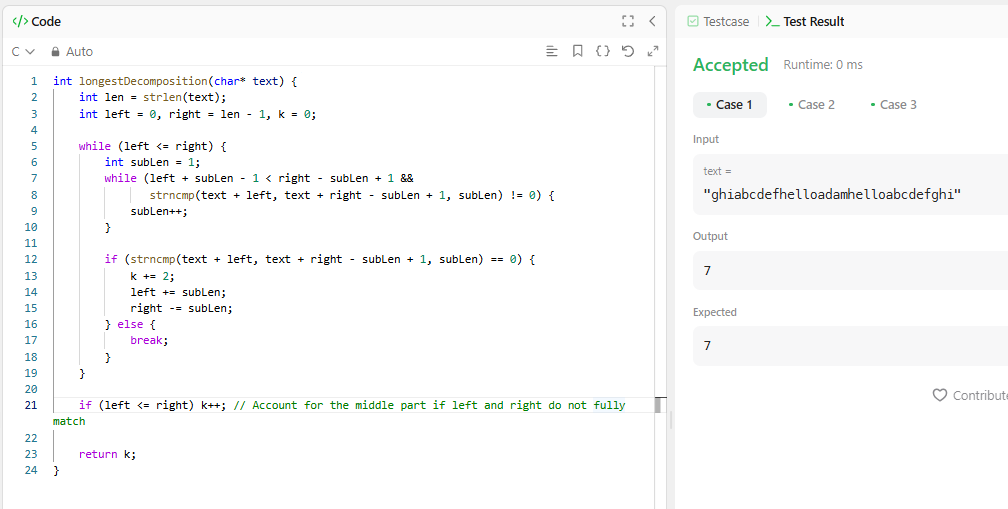 </> Code
C Auto
1 int longestDecomposition(char* text) {
2 int len = strlen(text);
3 int left = 0, right = len - 1, k = 0;
4
5 while (left <= right) {
6 int subLen = 1;
7 while (left + subLen - 1 < right - subLen + 1 &&
8 strncmp(text + left, text + right - subLen + 1, subLen) != 0) {
9 subLen++;
10 }
11
12 if (strncmp(text + left, text + right - subLen + 1, subLen) == 0) {
13 k += 2;
14 left += subLen;
15 right -= subLen;
16 } else {
17 break;
18 }
19 }
20
21 if (left <= right) k++; // Account for the middle part if left and right do not fully
match
22
23 return k;
24 }
Testcase >_ Test Result
Accepted Runtime: 0 ms
• Case 1 • Case 2 • Case 3
Input
text =
"ghiabcdefhelloadamhelloabcdefghi"
Output
7
Expected
7
Contribute